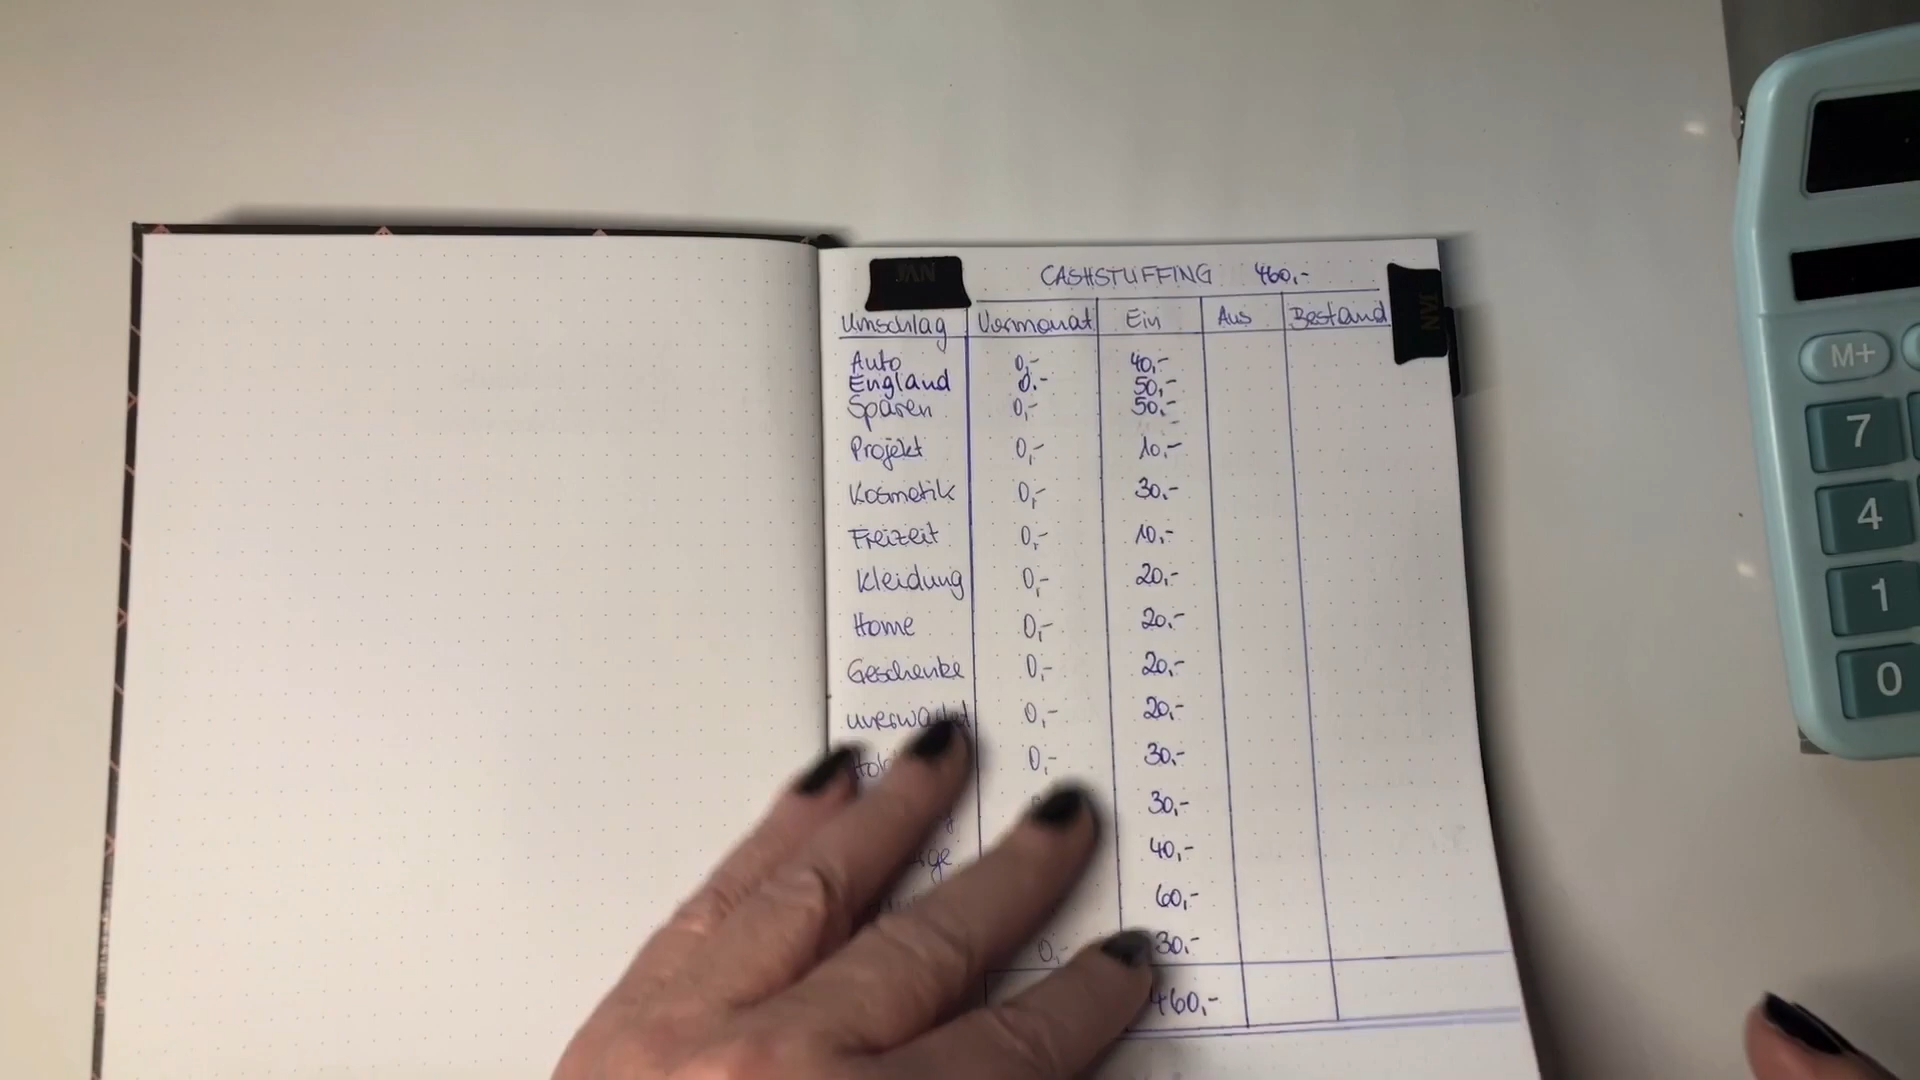 JAN
CASHSTUFFING 460,-
JAN
Umschlag Vormonat Ein Aus Bestand
Auto 0,- 40,-
England 0.- 50,-
Sparen 0,- 50,-
Projekt 0,- 10,-
Kosmetik 0,- 30,-
Freizeit 0,- 10,-
Kleidung 0,- 20,-
Home 0,- 20,-
Geschenke 0,- 20,-
unerwartet 0,- 20,-
0,- 30,-
30,-
40,-
60,-
0,- 30,-
460,-
M+
7
4
1
0